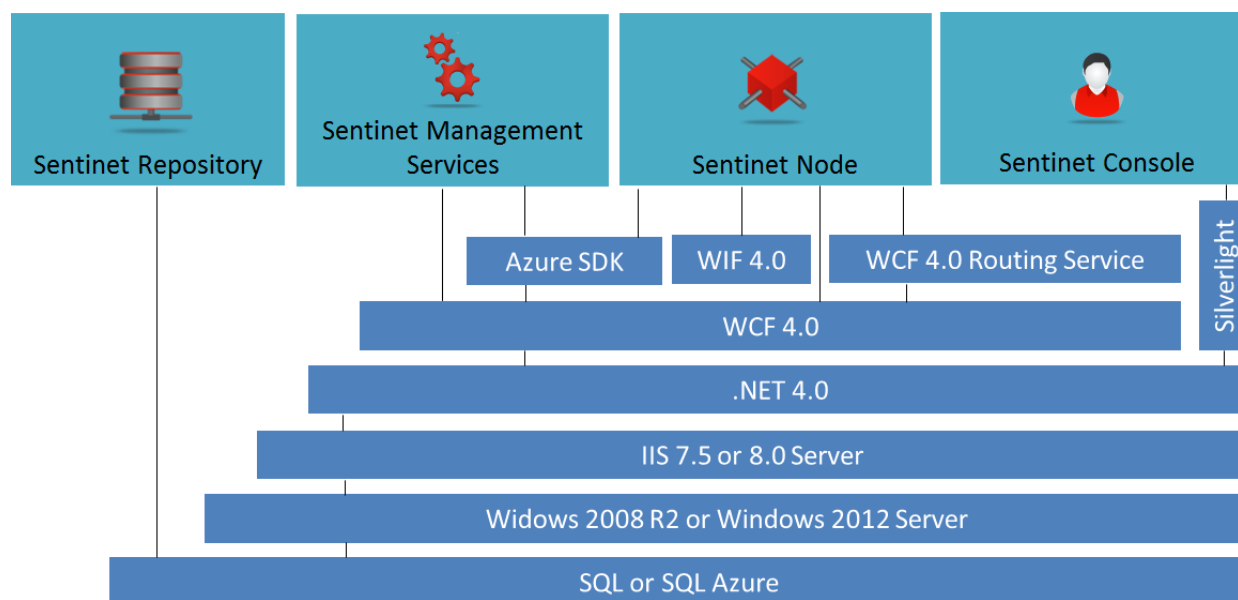 Sentinet Repository
Sentinet Management
Services
Sentinet Node
Sentinet Console
Azure SDK
WIF 4.0
WCF 4.0 Routing Service
Silverlight
WCF 4.0
.NET 4.0
IIS 7.5 or 8.0 Server
Widows 2008 R2 or Windows 2012 Server
SQL or SQL Azure